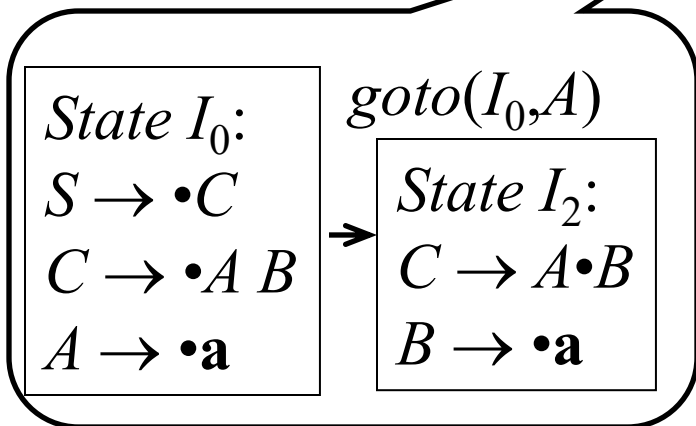 State I₀:
S → •C
C → •A B
A → •a
goto(I₀,A)
State I₂:
C → A•B
B → •a